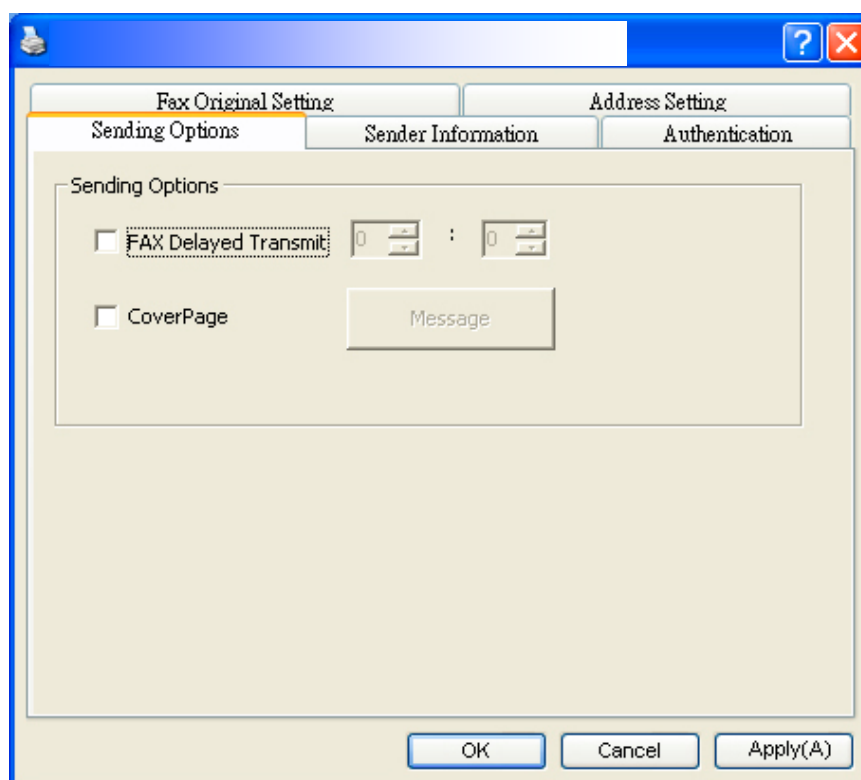 Fax Original Setting Address Setting
Sending Options Sender Information Authentication
Sending Options
FAX Delayed Transmit 0 : 0
CoverPage Message
OK Cancel Apply(A)